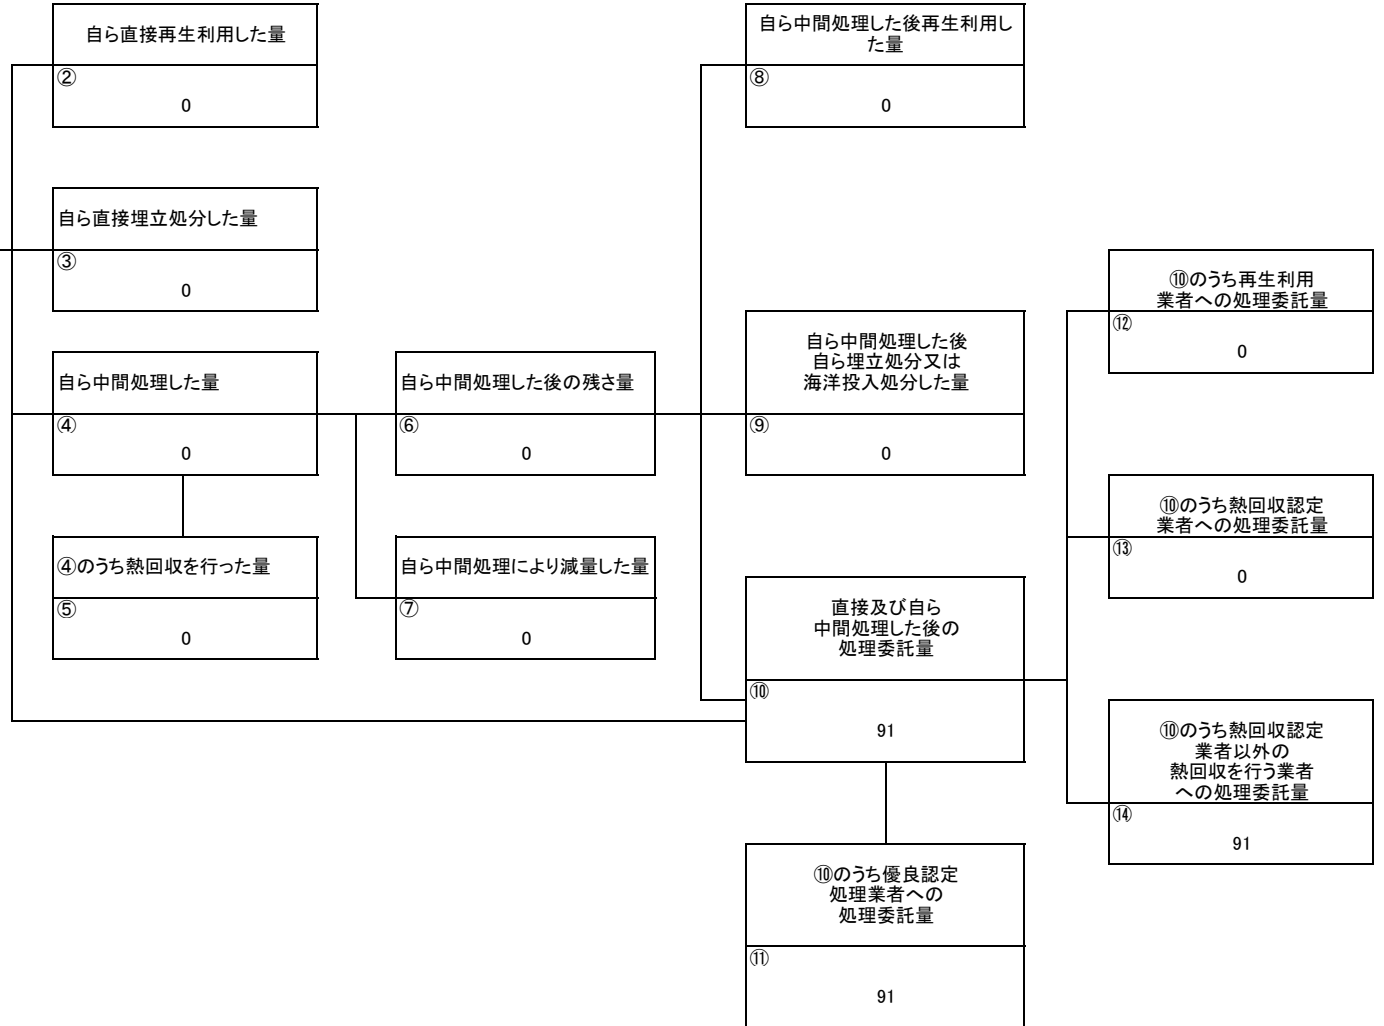 自ら直接再生利用した量
②
0
自ら直接埋立処分した量
③
0
自ら中間処理した量
④
0
④のうち熱回収を行った量
⑤
0
自ら中間処理した後の残さ量
⑥
0
自ら中間処理により減量した量
⑦
0
自ら中間処理した後再生利用し
た量
⑧
0
自ら中間処理した後
自ら埋立処分又は
海洋投入処分した量
⑨
0
直接及び自ら
中間処理した後の
処理委託量
⑩
91
⑩のうち優良認定
処理業者への
処理委託量
⑪
91
⑩のうち再生利用
業者への処理委託量
⑫
0
⑩のうち熱回収認定
業者への処理委託量
⑬
0
⑩のうち熱回収認定
業者以外の
熱回収を行う業者
への処理委託量
⑭
91